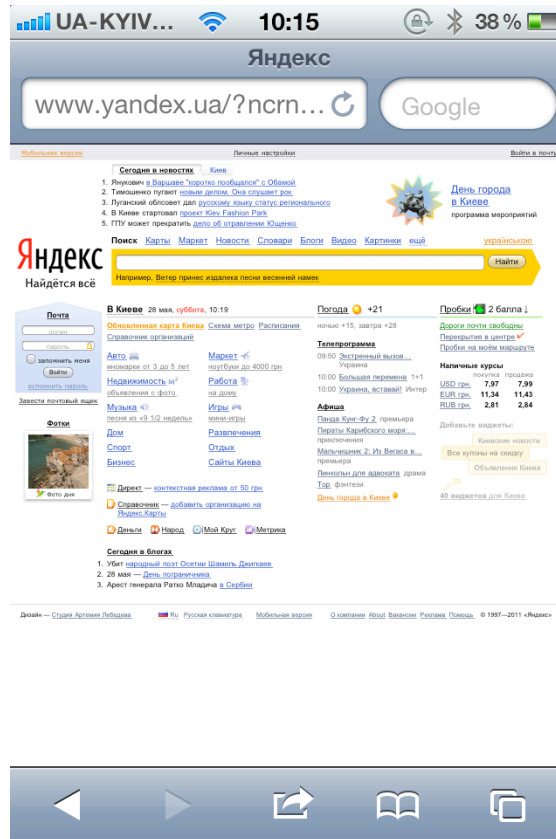 UA-KYIV... 10:15 38 %
Яндекс
www.yandex.ua/?ncrn... Google
Мобильная версия Личные настройки Войти в почту
Сегодня в новостях Киев
1. Янукович в Варшаве "коротко пообщался" с Обамой
2. Тимошенко пугают новым делом. Она слушает рок
3. Луганский облсовет дал русскому языку статус регионального
4. В Киеве стартовал проект Kiev Fashion Park
5. ГПУ может прекратить дело об отравлении Ющенко
День города
в Киеве
программа мероприятий
Поиск Карты Маркет Новости Словари Блоги Видео Картинки ещё українською
Яндекс
Найдётся всё
Найти
Например, Ветер принес издалека песни весенней намек
Почта
логин
пароль
запомнить меня
Войти
вспомнить пароль
Завести почтовый ящик
Фотки
Фото дня
В Киеве 28 мая, суббота, 10:19
Обновленная карта Киева Схема метро Расписания
Справочник организаций
Авто
иномарки от 3 до 5 лет
Маркет
ноутбуки до 4000 грн
Недвижимость м²
объявления с фото
Работа
на дому
Музыка
песня из «9 1/2 недель»
Игры
мини-игры
Дом Развлечения
Спорт Отдых
Бизнес Сайты Киева
Директ — контекстная реклама от 50 грн.
Справочник — добавить организацию на
Яндекс.Карты
Деньги Народ Мой Круг Метрика
Сегодня в блогах
1. Убит народный поэт Осетии Шамиль Джигкаев
2. 28 мая — День пограничника
3. Арест генерала Ратко Младича в Сербии
Погода +21
ночью +15, завтра +28
Телепрограмма
09:50 Экстренный вызов...
Украина
10:00 Большая перемена 1+1
10:00 Украина, вставай! Интер
Афиша
Панда Кунг-Фу 2 премьера
Пираты Карибского моря:...
приключения
Мальчишник 2: Из Вегаса в...
премьера
Линкольн для адвоката драма
Тор фэнтези
День города в Киеве
Пробки 2 балла ↓
Дороги почти свободны
Перекрытия в центре
Пробки на моём маршруте
Наличные курсы
покупка продажа
USD грн. 7,97 7,99
EUR грн. 11,34 11,43
RUB грн. 2,81 2,84
Добавьте виджеты:
Киевские новости
Все купоны на скидку
Объявления Киева
40 виджетов для Киева
Дизайн — Студия Артемия Лебедева Ru Русская клавиатура Мобильная версия О компании About Вакансии Реклама Помощь © 1997—2011 «Яндекс»